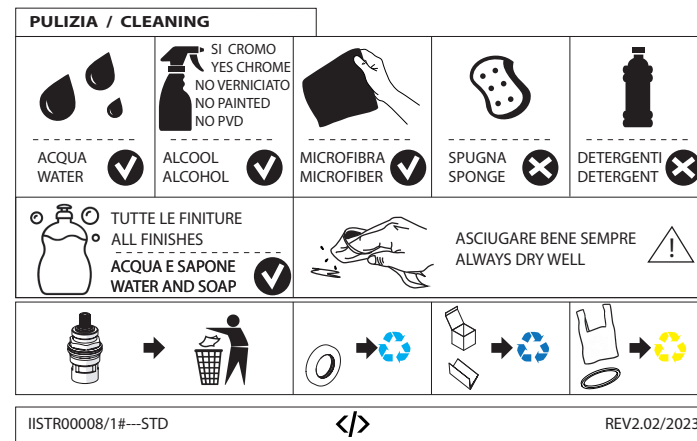 PULIZIA / CLEANING
SI CROMO
YES CHROME
NO VERNICIATO
NO PAINTED
NO PVD
ACQUA
WATER
ALCOOL
ALCOHOL
MICROFIBRA
MICROFIBER
SPUGNA
SPONGE
DETERGENTI
DETERGENT
TUTTE LE FINITURE
ALL FINISHES
ACQUA E SAPONE
WATER AND SOAP
ASCIUGARE BENE SEMPRE
ALWAYS DRY WELL
!
IISTR00008/1#---STD
</>
REV2.02/2023